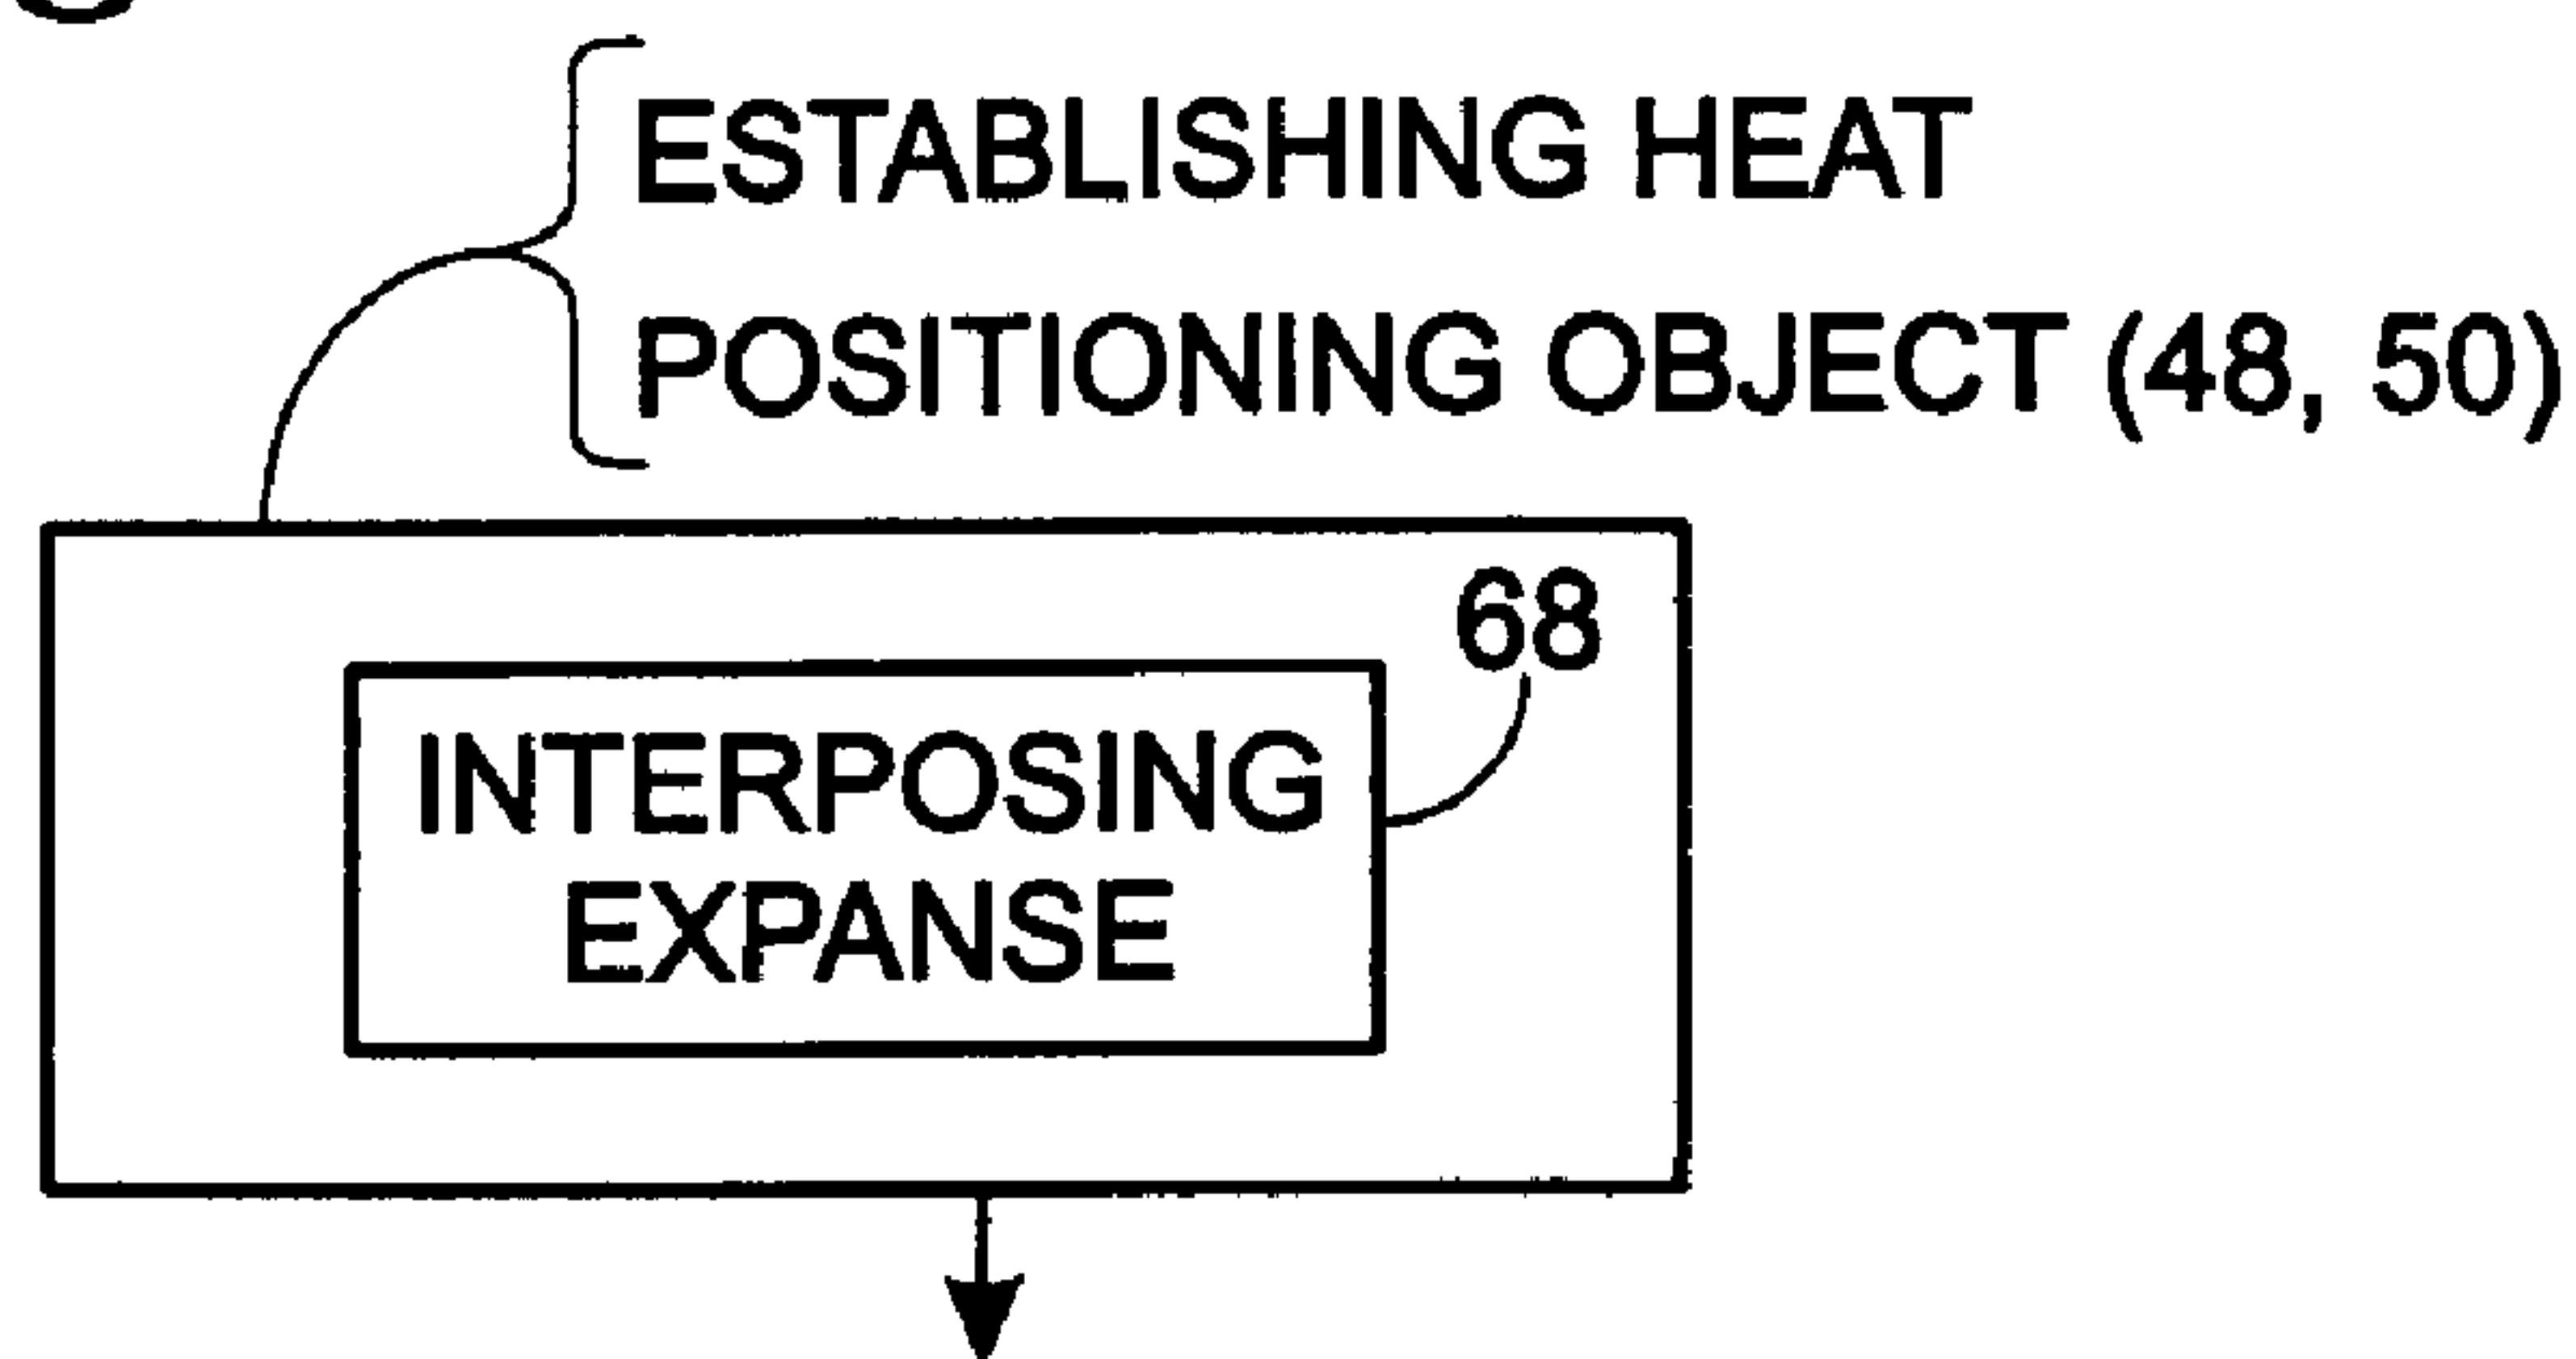 ESTABLISHING HEAT
POSITIONING OBJECT (48, 50)
68
INTERPOSING
EXPANSE